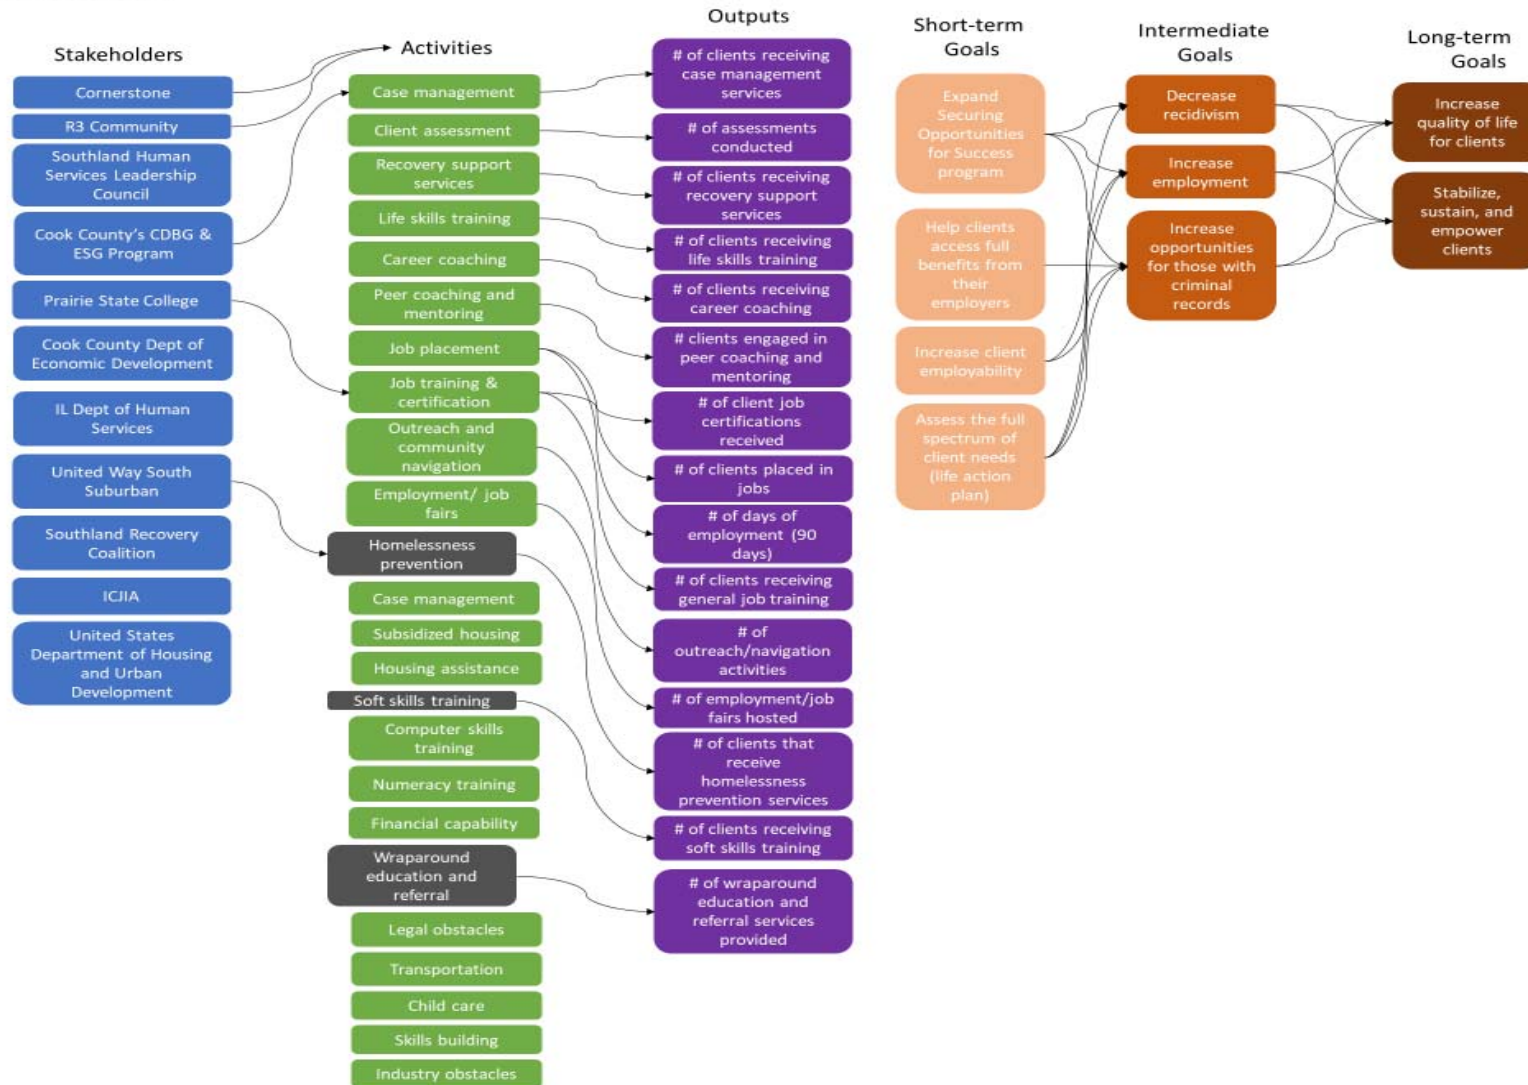 Stakeholders
Cornerstone
R3 Community
Southland Human
Services Leadership
Council
Cook County's CDBG &
ESG Program
Prairie State College
Cook County Dept of
Economic Development
IL Dept of Human
Services
United Way South
Suburban
Southland Recovery
Coalition
ICJIA
United States
Department of Housing
and Urban
Development
Activities
Case management
Client assessment
Recovery support
services
Life skills training
Career coaching
Peer coaching and
mentoring
Job placement
Job training &
certification
Outreach and
community
navigation
Employment/ job
fairs
Homelessness
prevention
Case management
Subsidized housing
Housing assistance
Soft skills training
Computer skills
training
Numeracy training
Financial capability
Wraparound
education and
referral
Legal obstacles
Transportation
Child care
Skills building
Industry obstacles
Outputs
# of clients receiving
case management
services
# of assessments
conducted
# of clients receiving
recovery support
services
# of clients receiving
life skills training
# of clients receiving
career coaching
# clients engaged in
peer coaching and
mentoring
# of client job
certifications
received
# of clients placed in
jobs
# of days of
employment (90
days)
# of clients receiving
general job training
# of
outreach/navigation
activities
# of employment/job
fairs hosted
# of clients that
receive
homelessness
prevention services
# of clients receiving
soft skills training
# of wraparound
education and
referral services
provided
Short-term
Goals
Expand
Securing
Opportunities
for Success
program
Help clients
access full
benefits from
their
employers
Increase client
employability
Assess the full
spectrum of
client needs
(life action
plan)
Intermediate
Goals
Decrease
recidivism
Increase
employment
Increase
opportunities
for those with
criminal
records
Long-term
Goals
Increase
quality of life
for clients
Stabilize,
sustain, and
empower
clients